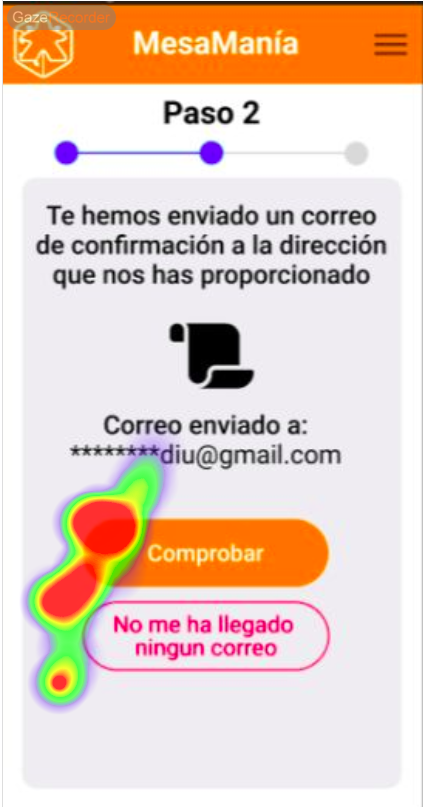 GazeRecorder
MesaManía
Paso 2
Te hemos enviado un correo
de confirmación a la dirección
que nos has proporcionado
Correo enviado a:
********diu@gmail.com
Comprobar
No me ha llegado
ningun correo